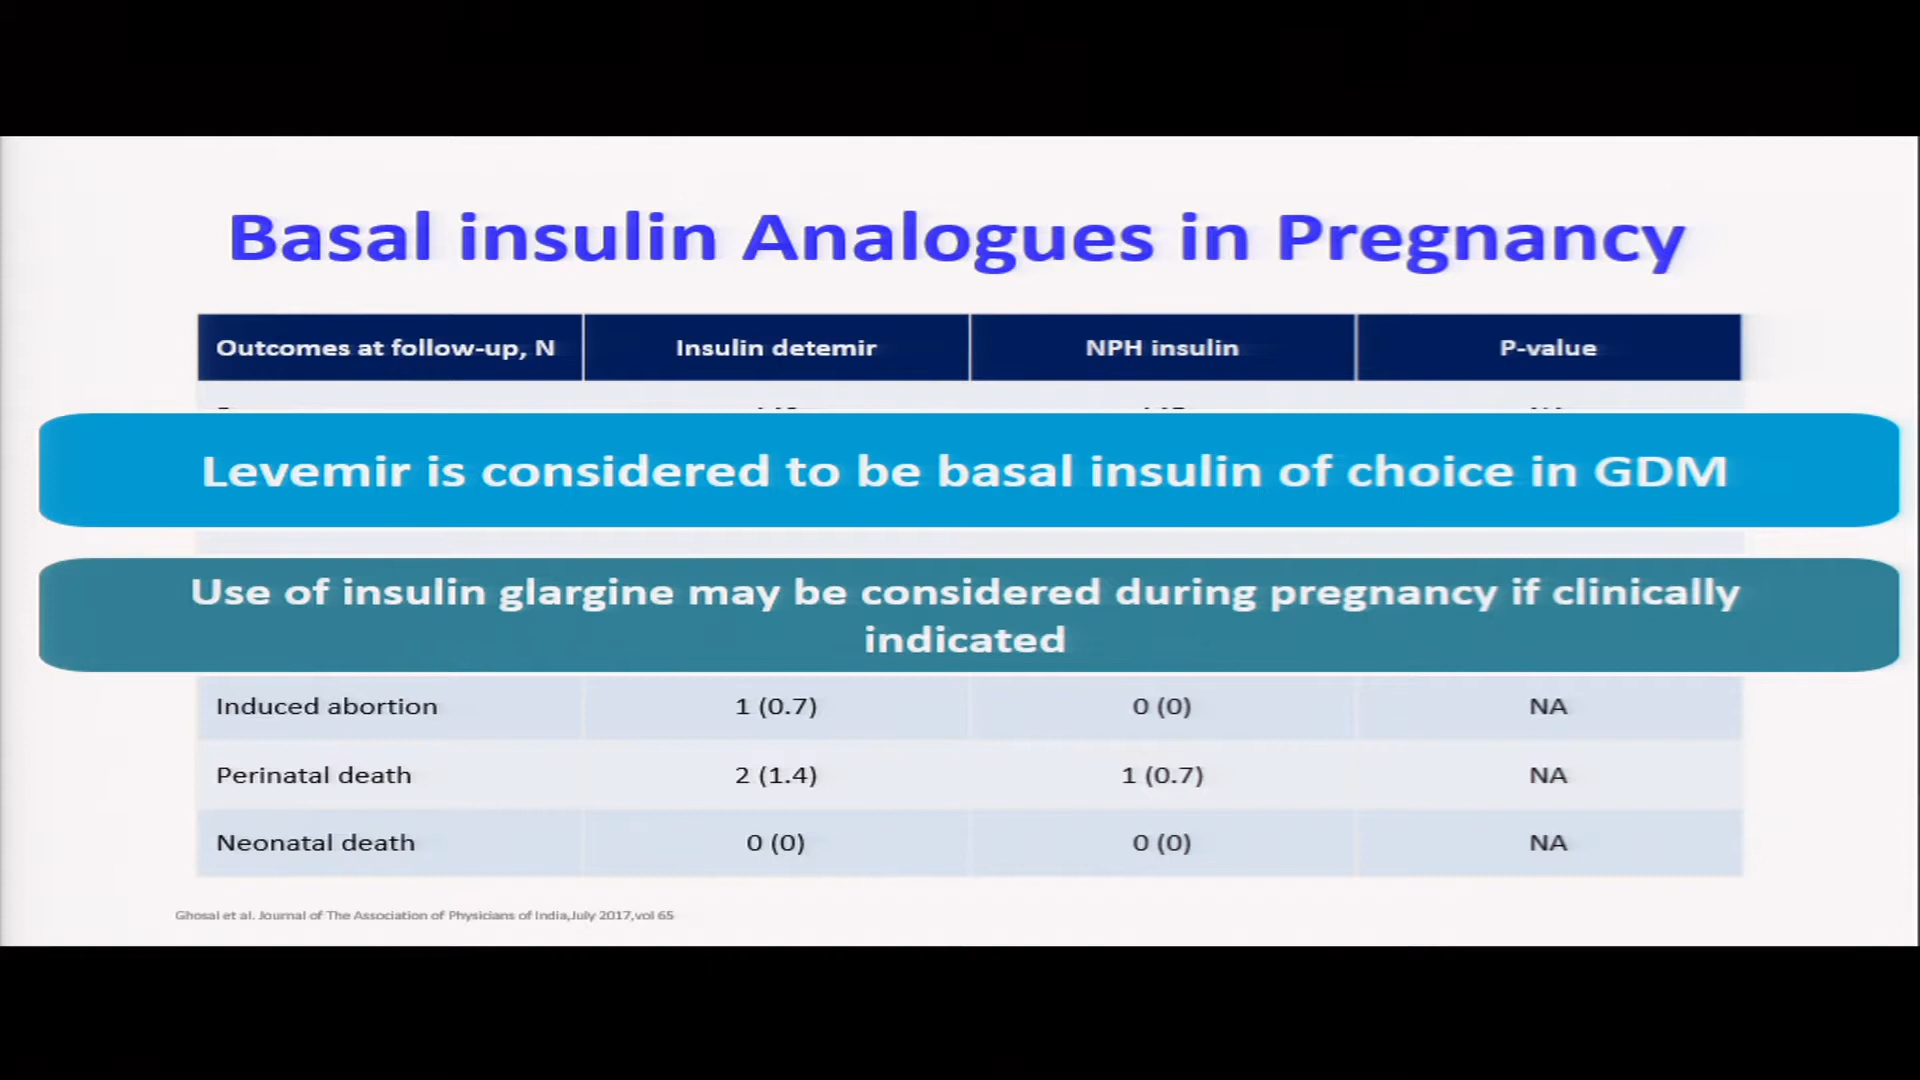 Basal insulin Analogues in Pregnancy
Outcomes at follow-up, N Insulin detemir NPH insulin P-value
Levemir is considered to be basal insulin of choice in GDM
Use of insulin glargine may be considered during pregnancy if clinically
indicated
Induced abortion 1 (0.7) 0 (0) NA
Perinatal death 2 (1.4) 1 (0.7) NA
Neonatal death 0 (0) 0 (0) NA
Ghosal et al. Journal of The Association of Physicians of India,July 2017,vol 65